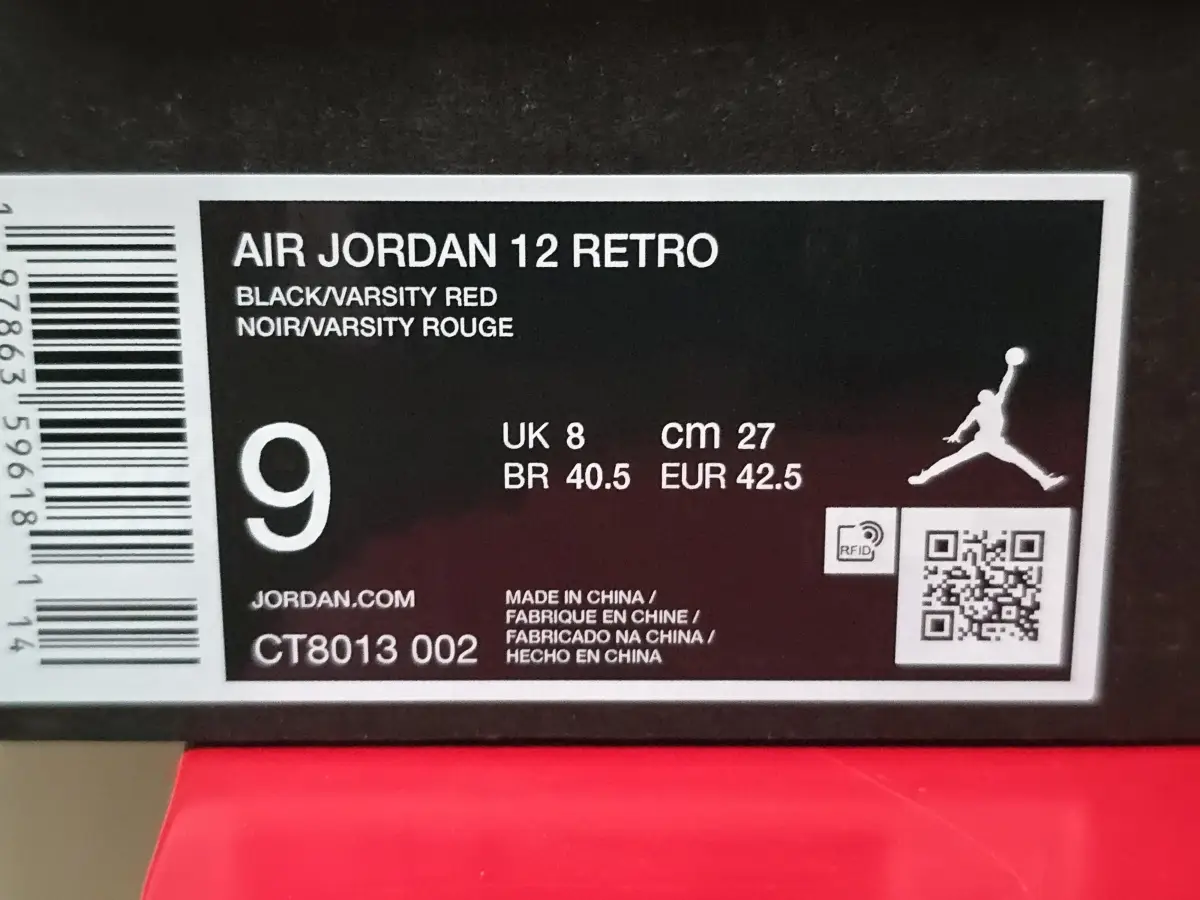 AIR JORDAN 12 RETRO
BLACK/VARSITY RED
NOIR/VARSITY ROUGE
9
UK 8 cm 27
BR 40.5 EUR 42.5
RFID
JORDAN.COM
CT8013 002
MADE IN CHINA /
FABRIQUE EN CHINE /
FABRICADO NA CHINA /
HECHO EN CHINA
1 97863 59618 1 14